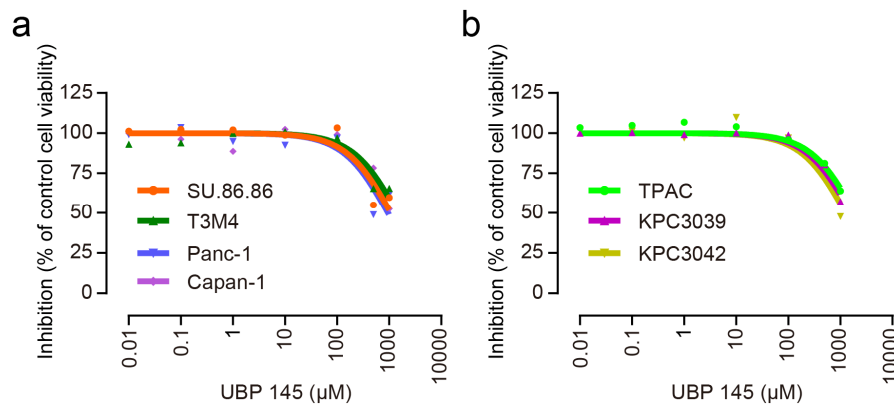 a
Inhibition (% of control cell viability)
125
100
75
50
25
0
SU.86.86
T3M4
Panc-1
Capan-1
0.01
0.1
1
10
100
1000
10000
UBP 145 (µM)
b
Inhibition (% of control cell viability)
125
100
75
50
25
0
TPAC
KPC3039
KPC3042
0.01
0.1
1
10
100
1000
10000
UBP 145 (µM)